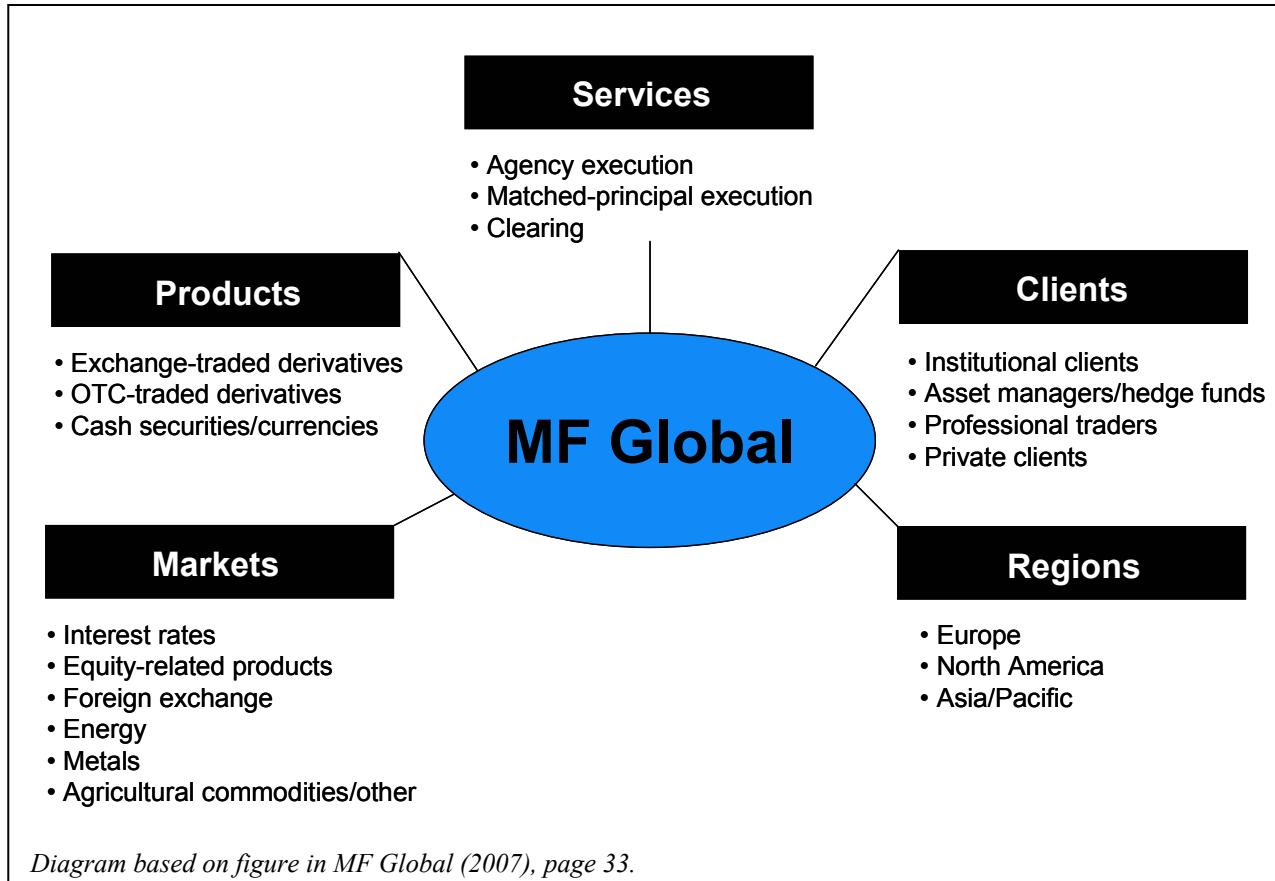 Services
• Agency execution
• Matched-principal execution
• Clearing
Products
• Exchange-traded derivatives
• OTC-traded derivatives
• Cash securities/currencies
Clients
• Institutional clients
• Asset managers/hedge funds
• Professional traders
• Private clients
MF Global
Markets
• Interest rates
• Equity-related products
• Foreign exchange
• Energy
• Metals
• Agricultural commodities/other
Regions
• Europe
• North America
• Asia/Pacific
Diagram based on figure in MF Global (2007), page 33.